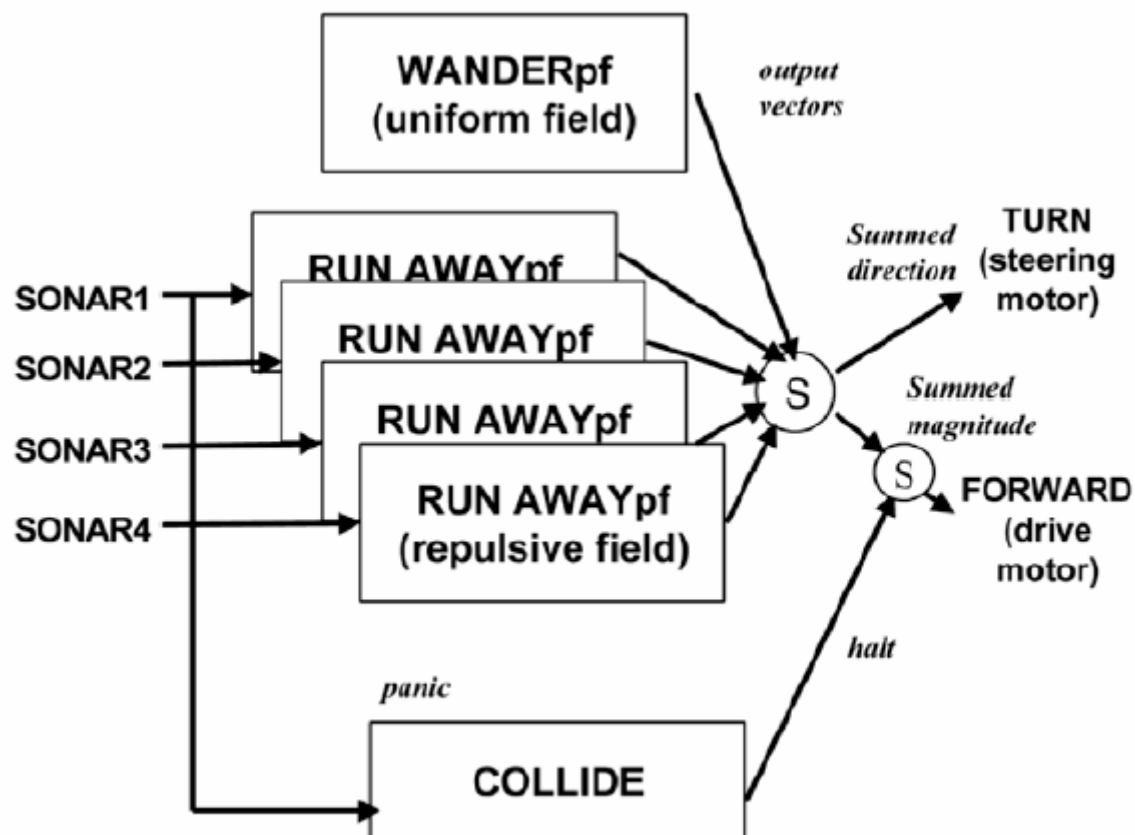 WANDERpf
(uniform field)
output
vectors
RUN AWAYpf
RUN AWAYpf
RUN AWAYpf
RUN AWAYpf
(repulsive field)
SONAR1
SONAR2
SONAR3
SONAR4
S
Summed
direction
TURN
(steering
motor)
Summed
magnitude
S
FORWARD
(drive
motor)
halt
panic
COLLIDE